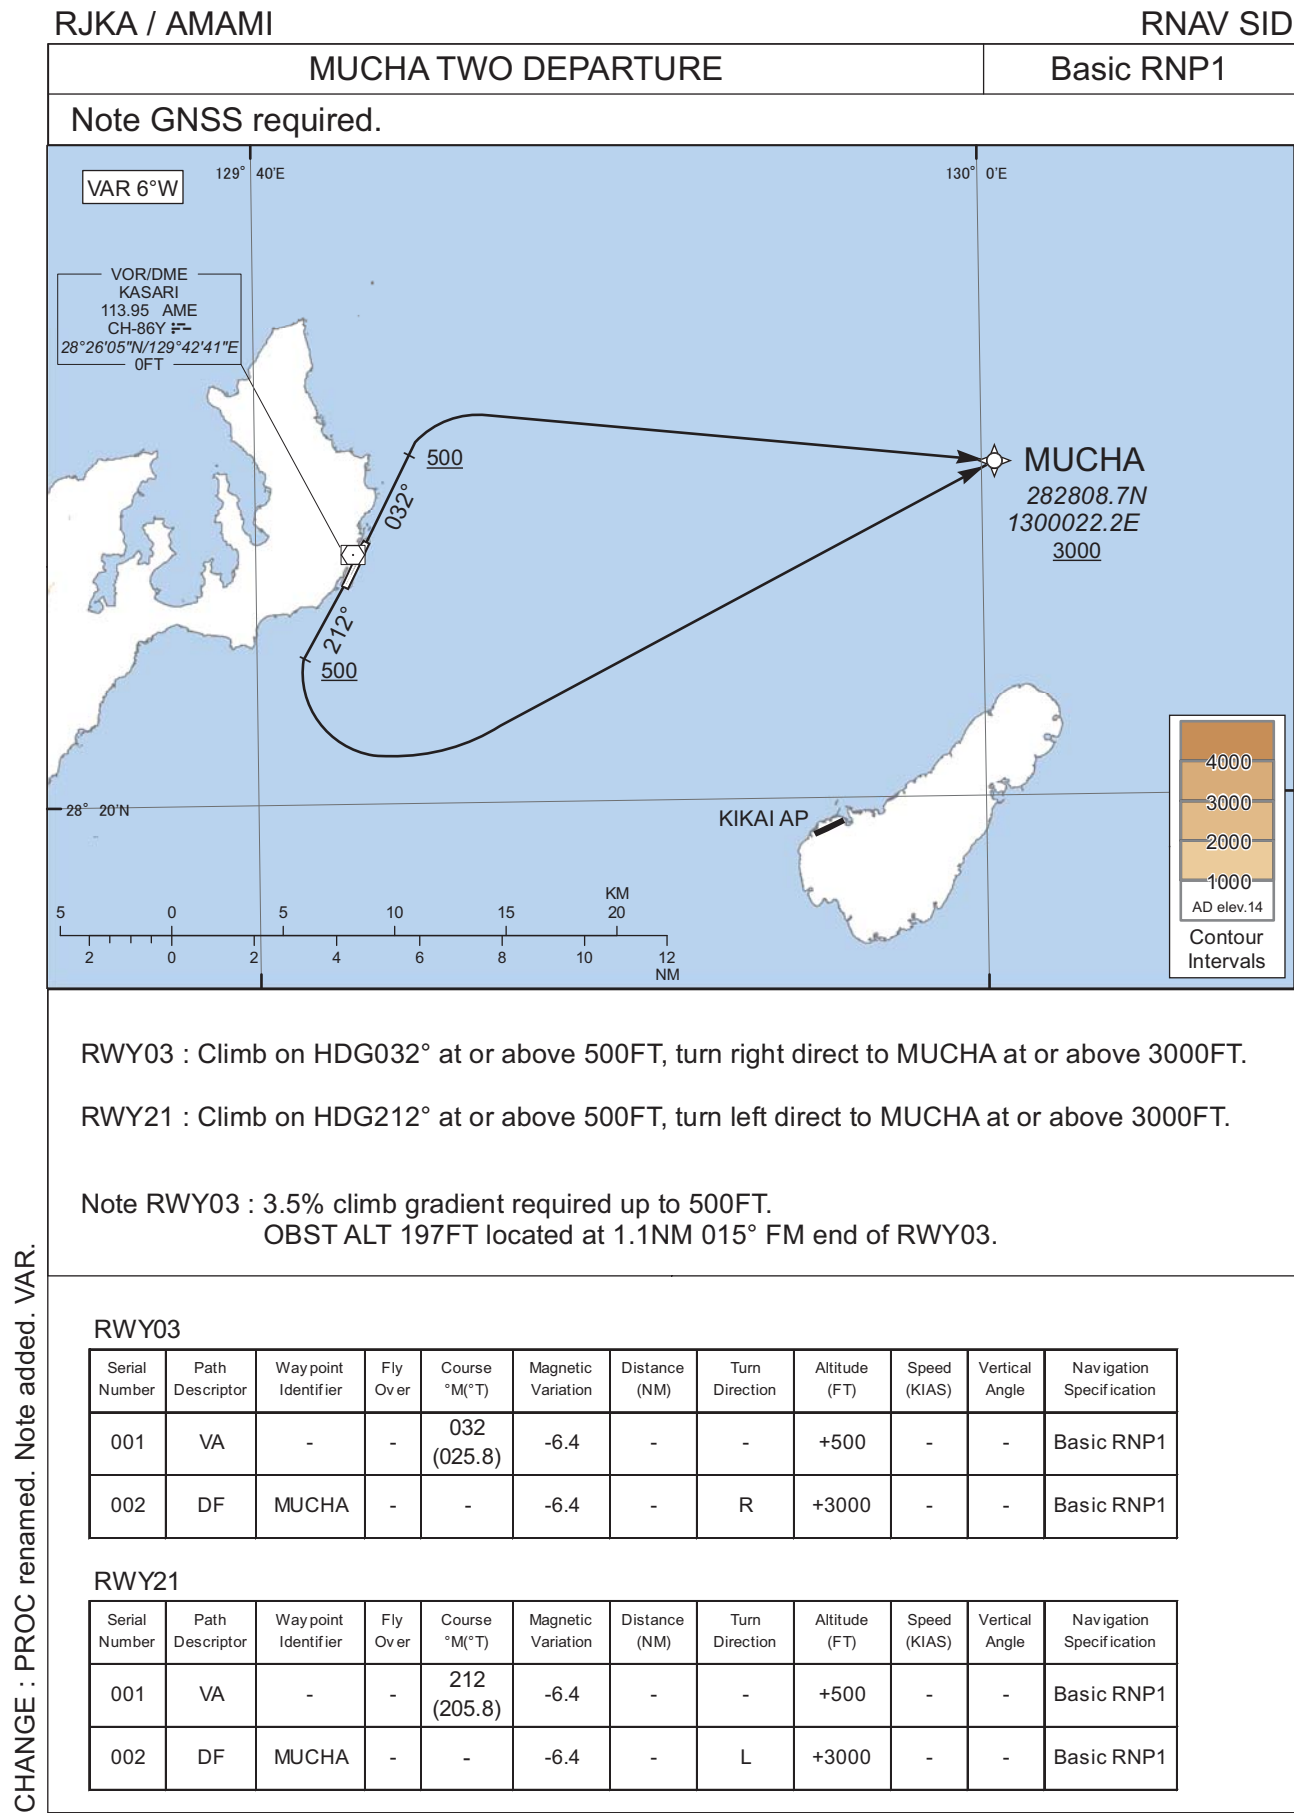 RJKA / AMAMI
RNAV SID
MUCHA TWO DEPARTURE
Basic RNP1
Note GNSS required.
129° 40'E
130° 0'E
VAR 6°W
VOR/DME
KASARI
113.95 AME
CH-86Y
28°26'05"N/129°42'41"E
0FT
500
032°
MUCHA
282808.7N
1300022.2E
3000
212°
500
28° 20'N
KIKAI AP
4000
3000
2000
1000
AD elev.14
Contour
Intervals
KM
5 0 5 10 15 20
2 0 2 4 6 8 10 12
NM
RWY03 : Climb on HDG032° at or above 500FT, turn right direct to MUCHA at or above 3000FT.
RWY21 : Climb on HDG212° at or above 500FT, turn left direct to MUCHA at or above 3000FT.
Note RWY03 : 3.5% climb gradient required up to 500FT.
OBST ALT 197FT located at 1.1NM 015° FM end of RWY03.
CHANGE : PROC renamed. Note added. VAR.
RWY03
Serial Number Path Descriptor Waypoint Identifier Fly Over Course °M(°T) Magnetic Variation Distance (NM) Turn Direction Altitude (FT) Speed (KIAS) Vertical Angle Navigation Specification
001 VA - - 032 (025.8) -6.4 - - +500 - - Basic RNP1
002 DF MUCHA - - -6.4 - R +3000 - - Basic RNP1
RWY21
Serial Number Path Descriptor Waypoint Identifier Fly Over Course °M(°T) Magnetic Variation Distance (NM) Turn Direction Altitude (FT) Speed (KIAS) Vertical Angle Navigation Specification
001 VA - - 212 (205.8) -6.4 - - +500 - - Basic RNP1
002 DF MUCHA - - -6.4 - L +3000 - - Basic RNP1